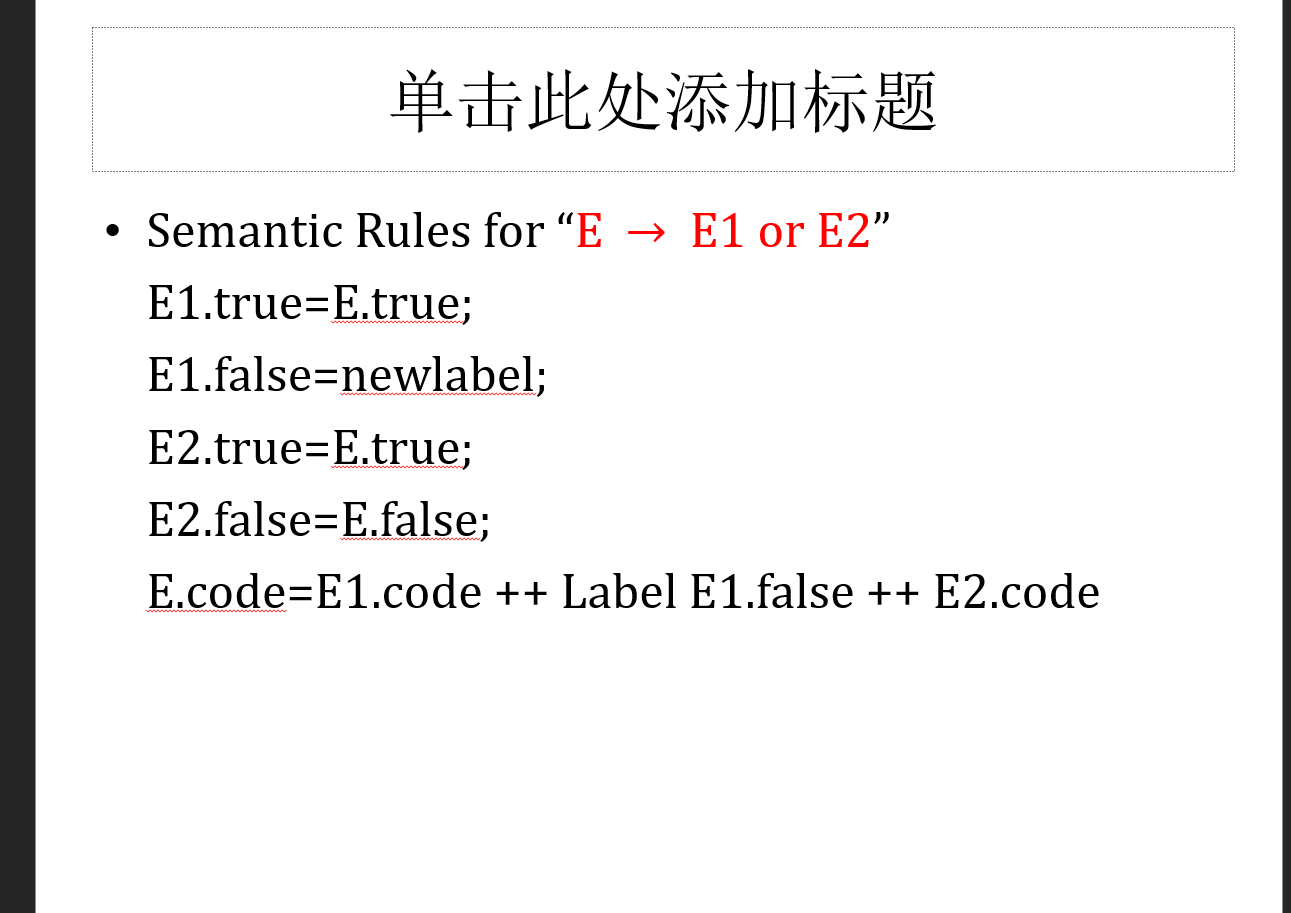 单击此处添加标题
• Semantic Rules for “E → E1 or E2”
E1.true=E.true;
E1.false=newlabel;
E2.true=E.true;
E2.false=E.false;
E.code=E1.code ++ Label E1.false ++ E2.code